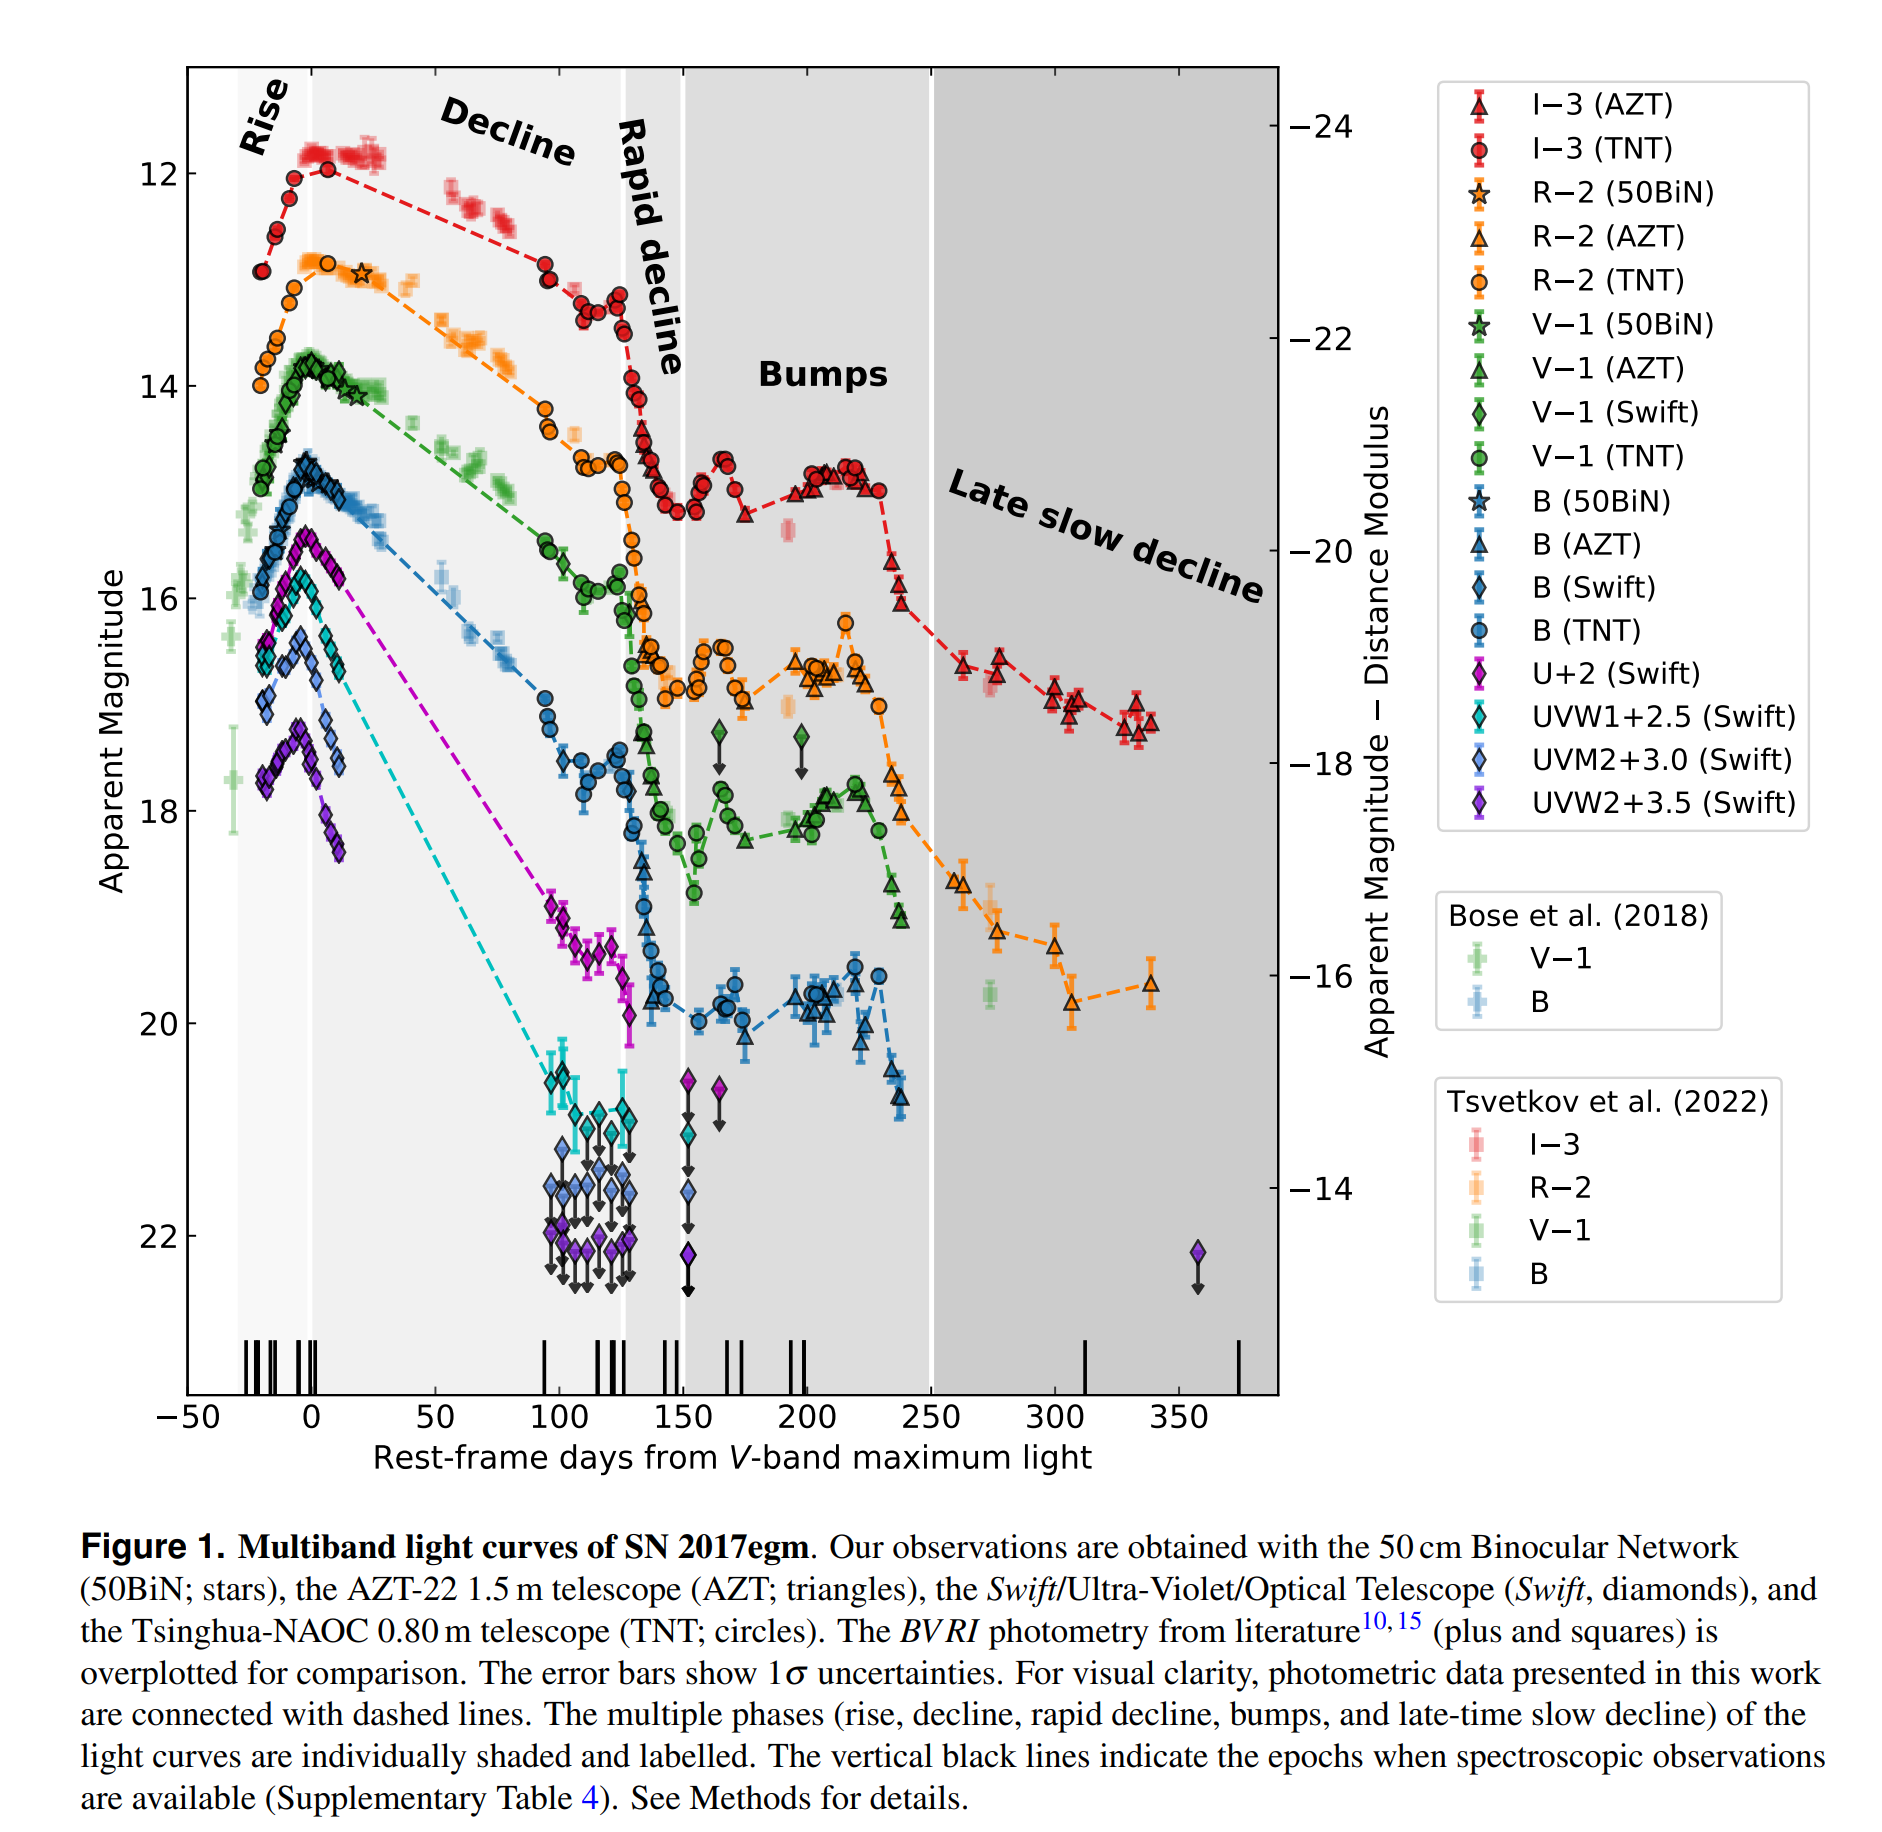 Rise
Decline
Rapid decline
Bumps
Late slow decline
12
14
16
18
20
22
Apparent Magnitude
−24
−22
−20
−18
−16
−14
Apparent Magnitude − Distance Modulus
−50
0
50
100
150
200
250
300
350
Rest-frame days from V-band maximum light
I−3 (AZT)
I−3 (TNT)
R−2 (50BiN)
R−2 (AZT)
R−2 (TNT)
V−1 (50BiN)
V−1 (AZT)
V−1 (Swift)
V−1 (TNT)
B (50BiN)
B (AZT)
B (Swift)
B (TNT)
U+2 (Swift)
UVW1+2.5 (Swift)
UVM2+3.0 (Swift)
UVW2+3.5 (Swift)
Bose et al. (2018)
V−1
B
Tsvetkov et al. (2022)
I−3
R−2
V−1
B
Figure 1. Multiband light curves of SN 2017egm. Our observations are obtained with the 50 cm Binocular Network
(50BiN; stars), the AZT-22 1.5 m telescope (AZT; triangles), the Swift/Ultra-Violet/Optical Telescope (Swift, diamonds), and
the Tsinghua-NAOC 0.80 m telescope (TNT; circles). The BVRI photometry from literature10, 15 (plus and squares) is
overplotted for comparison. The error bars show 1σ uncertainties. For visual clarity, photometric data presented in this work
are connected with dashed lines. The multiple phases (rise, decline, rapid decline, bumps, and late-time slow decline) of the
light curves are individually shaded and labelled. The vertical black lines indicate the epochs when spectroscopic observations
are available (Supplementary Table 4). See Methods for details.